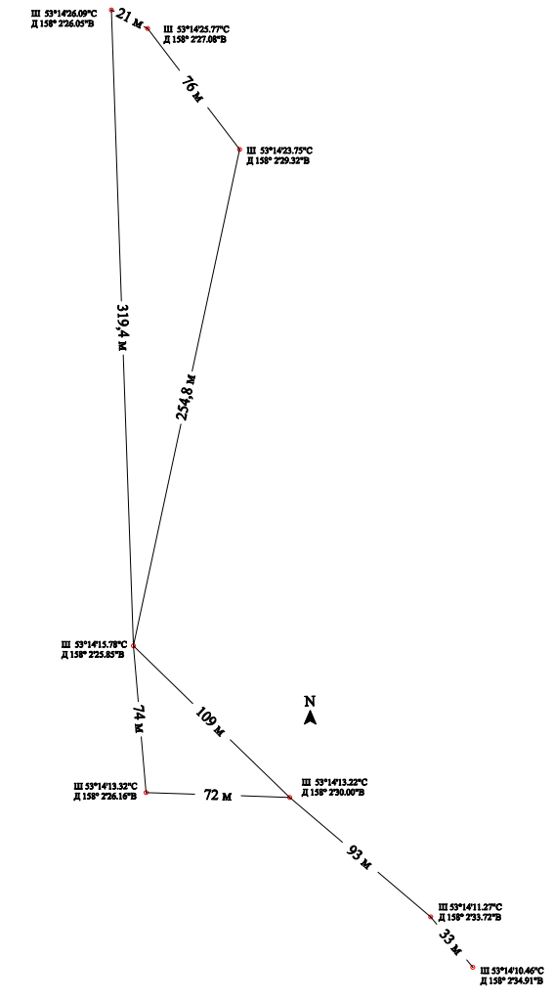 Ш 53°14'26.09"С
Д 158° 2'26.05"В
21 м
Ш 53°14'25.77"С
Д 158° 2'27.08"В
76 м
Ш 53°14'23.75"С
Д 158° 2'29.32"В
319,4 м
254,8 м
Ш 53°14'15.78"С
Д 158° 2'25.85"В
74 м
109 м
N
Ш 53°14'13.32"С
Д 158° 2'26.16"В
72 м
Ш 53°14'13.22"С
Д 158° 2'30.00"В
93 м
Ш 53°14'11.27"С
Д 158° 2'33.72"В
33 м
Ш 53°14'10.46"С
Д 158° 2'34.91"В